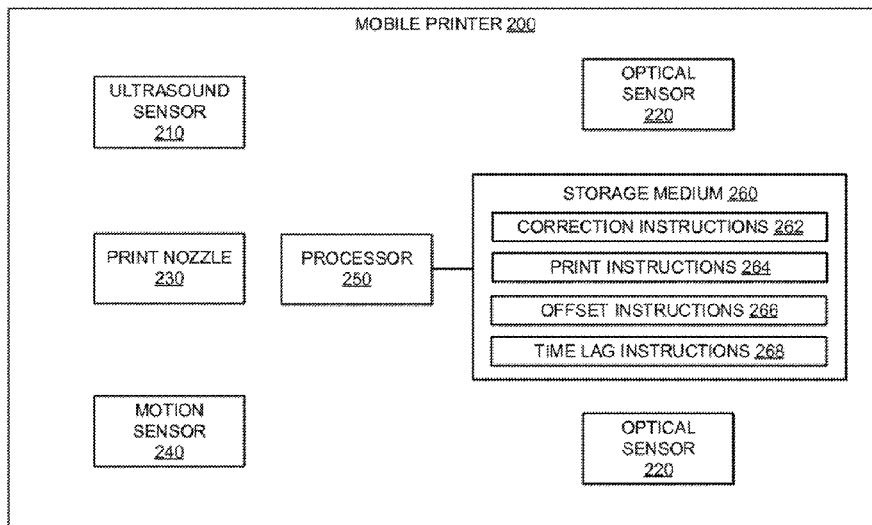 MOBILE PRINTER 200
ULTRASOUND
SENSOR
210
OPTICAL
SENSOR
220
STORAGE MEDIUM 260
CORRECTION INSTRUCTIONS 262
PRINT INSTRUCTIONS 264
OFFSET INSTRUCTIONS 266
TIME LAG INSTRUCTIONS 268
PRINT NOZZLE
230
PROCESSOR
250
MOTION
SENSOR
240
OPTICAL
SENSOR
220